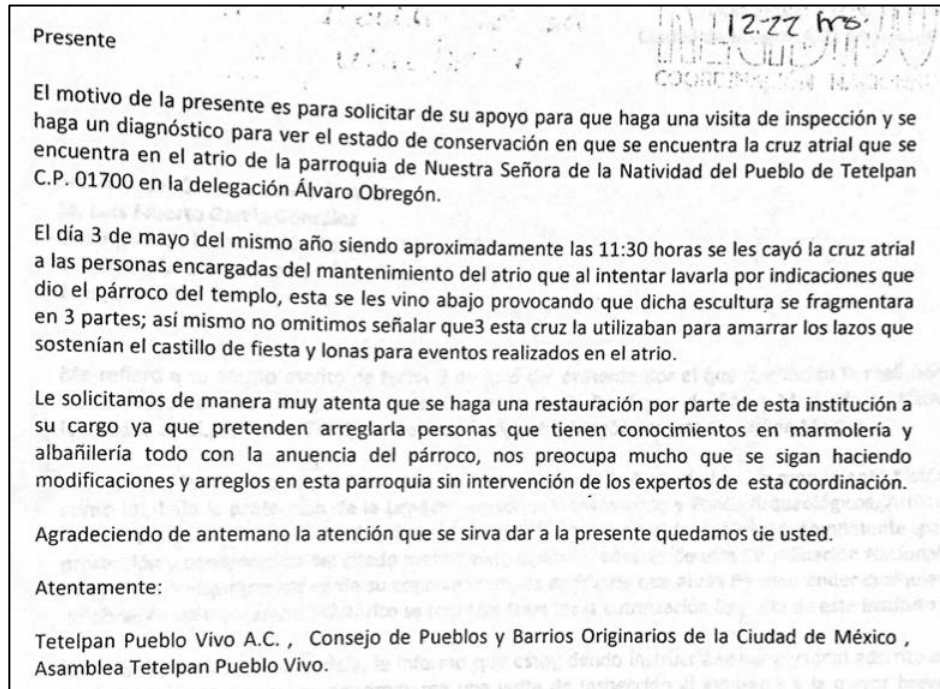 12:22 hrs.
Presente
COORDINACIÓN NACIONAL
El motivo de la presente es para solicitar de su apoyo para que haga una visita de inspección y se
haga un diagnóstico para ver el estado de conservación en que se encuentra la cruz atrial que se
encuentra en el atrio de la parroquia de Nuestra Señora de la Natividad del Pueblo de Tetelpan
C.P. 01700 en la delegación Álvaro Obregón.
El día 3 de mayo del mismo año siendo aproximadamente las 11:30 horas se les cayó la cruz atrial
a las personas encargadas del mantenimiento del atrio que al intentar lavarla por indicaciones que
dio el párroco del templo, esta se les vino abajo provocando que dicha escultura se fragmentara
en 3 partes; así mismo no omitimos señalar que3 esta cruz la utilizaban para amarrar los lazos que
sostenían el castillo de fiesta y lonas para eventos realizados en el atrio.
Le solicitamos de manera muy atenta que se haga una restauración por parte de esta institución a
su cargo ya que pretenden arreglarla personas que tienen conocimientos en marmolería y
albañilería todo con la anuencia del párroco, nos preocupa mucho que se sigan haciendo
modificaciones y arreglos en esta parroquia sin intervención de los expertos de esta coordinación.
Agradeciendo de antemano la atención que se sirva dar a la presente quedamos de usted.
Atentamente:
Tetelpan Pueblo Vivo A.C. , Consejo de Pueblos y Barrios Originarios de la Ciudad de México ,
Asamblea Tetelpan Pueblo Vivo.